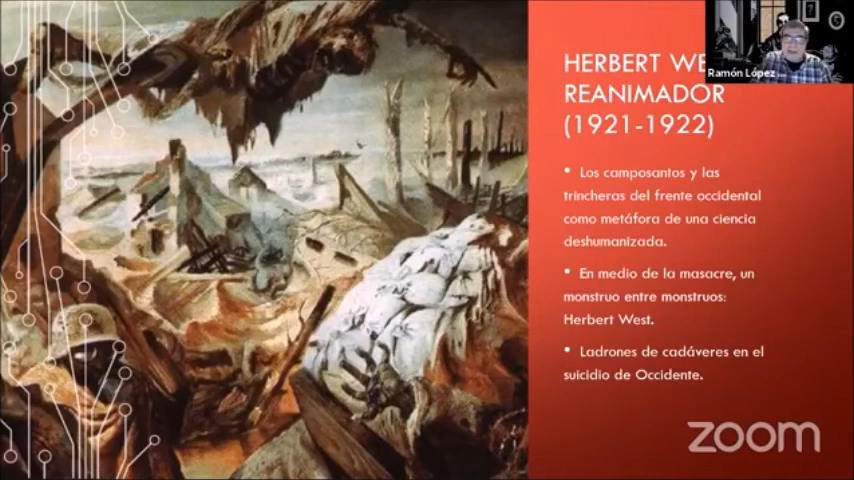 HERBERT WE
REANIMADOR
(1921-1922)
Ramón López
• Los camposantos y las
trincheras del frente occidental
como metáfora de una ciencia
deshumanizada.
• En medio de la masacre, un
monstruo entre monstruos:
Herbert West.
• Ladrones de cadáveres en el
suicidio de Occidente.
zoom